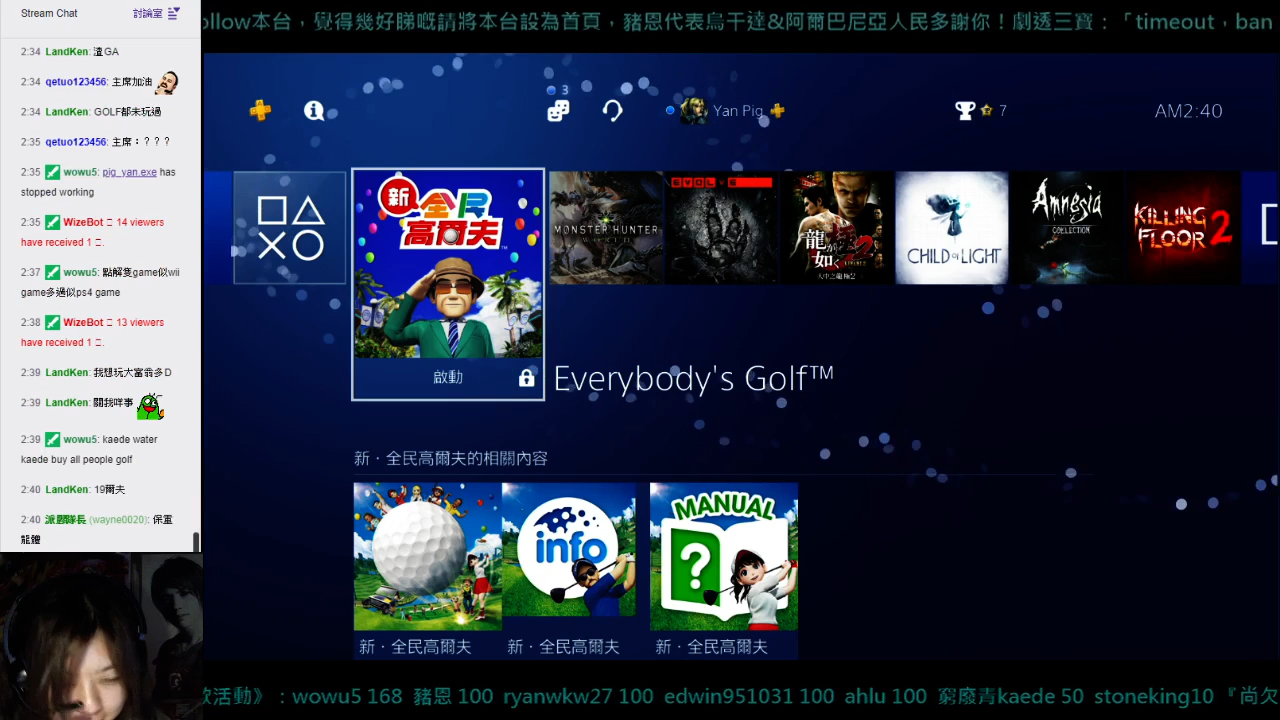 Stream Chat
討論室
2:34 LandKen: 渣GA
2:34 qetuo123456: 主席加油
2:34 LandKen: GOLF都未玩過
2:35 qetuo123456: 主席：？？？
2:35 wowu5: pig_yan.exe has
stopped working
2:35 WizeBot 14 viewers
have received 1
2:37 wowu5: 點解隻game似wii
game多過似ps4 game
2:38 WizeBot 13 viewers
have received 1
2:39 LandKen: 我想玩大富翁多D
2:39 LandKen: 關我咩事
2:39 wowu5: kaede water
kaede buy all people golf
2:40 LandKen: 19爾夫
2:40 派翻隊長 (wayne0020): 保軍
龍鐘
ollow本台，覺得幾好睇嘅請將本台設為首頁，豬恩代表烏干達&阿爾巴尼亞人民多謝你！劇透三寶：「timeout，ban
3
Yan Pig
7
AM2:40
新
全民
高爾夫
MONSTER HUNTER
WORLD
EVOLVE
龍が如く2
CHILD of LIGHT
Amnesia
COLLECTION
KILLING
FLOOR 2
啟動
Everybody's Golf™
新．全民高爾夫的相關內容
info
MANUAL
?
新．全民高爾夫
新．全民高爾夫
新．全民高爾夫
活動》：wowu5 168 豬恩 100 ryanwkw27 100 edwin951031 100 ahlu 100 窮廢青kaede 50 stoneking10 『尚欠